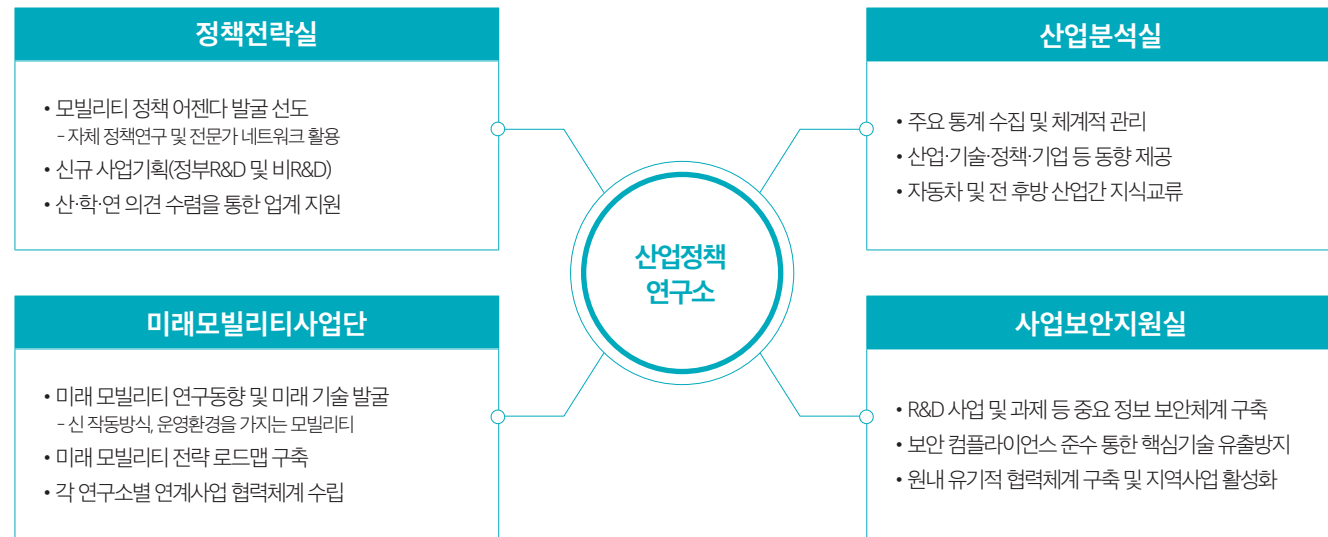 정책전략실
• 모빌리티 정책 어젠다 발굴 선도
- 자체 정책연구 및 전문가 네트워크 활용
• 신규 사업기획(정부R&D 및 비R&D)
• 산·학·연 의견 수렴을 통한 업계 지원
산업분석실
• 주요 통계 수집 및 체계적 관리
• 산업·기술·정책·기업 등 동향 제공
• 자동차 및 전 후방 산업간 지식교류
산업정책
연구소
미래모빌리티사업단
• 미래 모빌리티 연구동향 및 미래 기술 발굴
- 신 작동방식, 운영환경을 가지는 모빌리티
• 미래 모빌리티 전략 로드맵 구축
• 각 연구소별 연계사업 협력체계 수립
사업보안지원실
• R&D 사업 및 과제 등 중요 정보 보안체계 구축
• 보안 컴플라이언스 준수 통한 핵심기술 유출방지
• 원내 유기적 협력체계 구축 및 지역사업 활성화